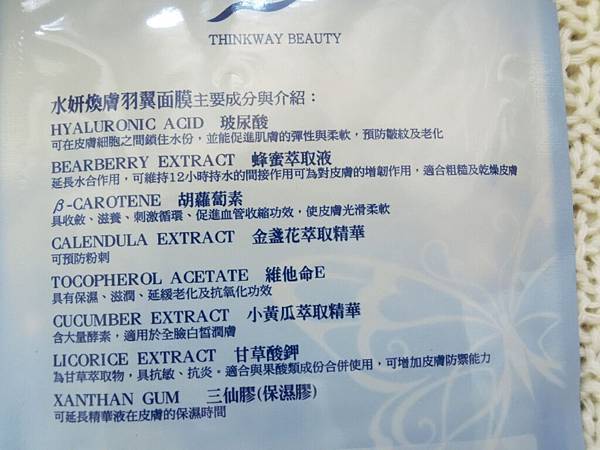 THINKWAY BEAUTY
水妍煥膚羽翼面膜主要成分與介紹：
HYALURONIC ACID 玻尿酸
可在皮膚細胞之間鎖住水份，並能促進肌膚的彈性與柔軟，預防皺紋及老化
BEARBERRY EXTRACT 蜂蜜萃取液
延長水合作用，可維持12小時持水的間接作用可為對皮膚的增韌作用，適合粗糙及乾燥皮膚
β-CAROTENE 胡蘿蔔素
具收斂、滋養、刺激循環、促進血管收縮功效，使皮膚光滑柔軟
CALENDULA EXTRACT 金盞花萃取精華
可預防粉刺
TOCOPHEROL ACETATE 維他命E
具有保濕、滋潤、延緩老化及抗氧化功效
CUCUMBER EXTRACT 小黃瓜萃取精華
含大量酵素，適用於全臉白皙潤膚
LICORICE EXTRACT 甘草酸鉀
為甘草萃取物，具抗敏、抗炎。適合與果酸類成份合併使用，可增加皮膚防禦能力
XANTHAN GUM 三仙膠(保濕膠)
可延長精華液在皮膚的保濕時間